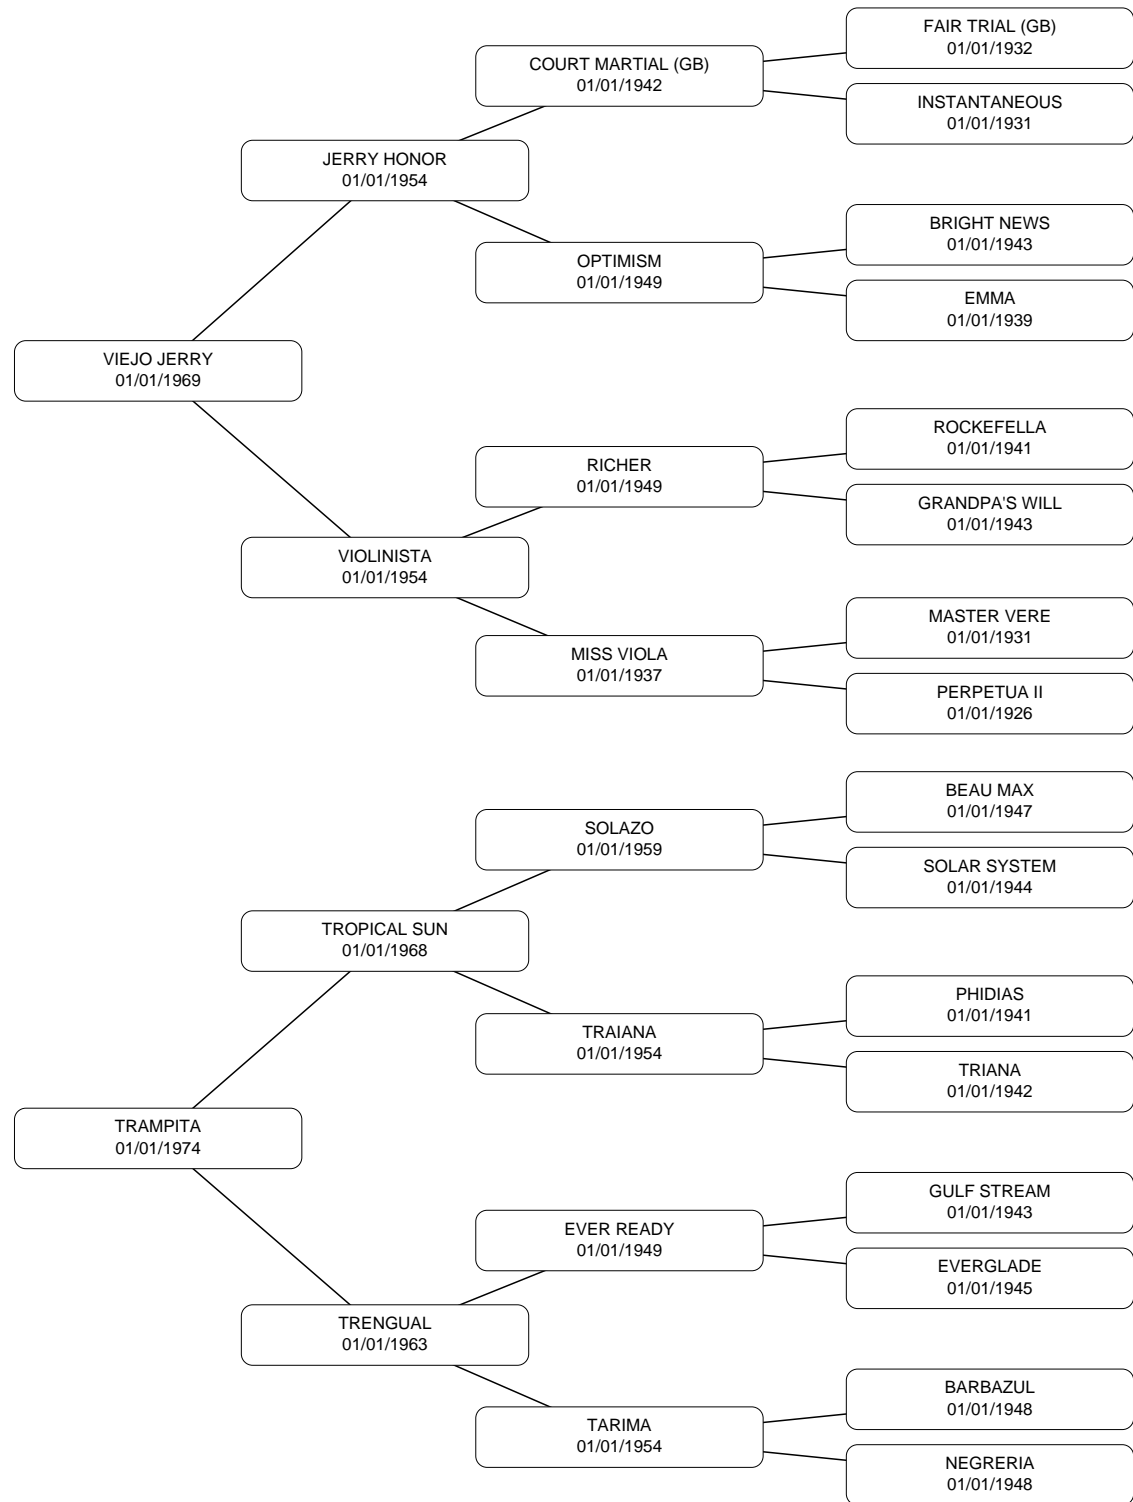 FAIR TRIAL (GB)
01/01/1932
COURT MARTIAL (GB)
01/01/1942
INSTANTANEOUS
01/01/1931
JERRY HONOR
01/01/1954
BRIGHT NEWS
01/01/1943
OPTIMISM
01/01/1949
EMMA
01/01/1939
VIEJO JERRY
01/01/1969
ROCKEFELLA
01/01/1941
RICHER
01/01/1949
GRANDPA'S WILL
01/01/1943
VIOLINISTA
01/01/1954
MASTER VERE
01/01/1931
MISS VIOLA
01/01/1937
PERPETUA II
01/01/1926
BEAU MAX
01/01/1947
SOLAZO
01/01/1959
SOLAR SYSTEM
01/01/1944
TROPICAL SUN
01/01/1968
PHIDIAS
01/01/1941
TRAIANA
01/01/1954
TRIANA
01/01/1942
TRAMPITA
01/01/1974
GULF STREAM
01/01/1943
EVER READY
01/01/1949
EVERGLADE
01/01/1945
TRENGUAL
01/01/1963
BARBAZUL
01/01/1948
TARIMA
01/01/1954
NEGRERIA
01/01/1948